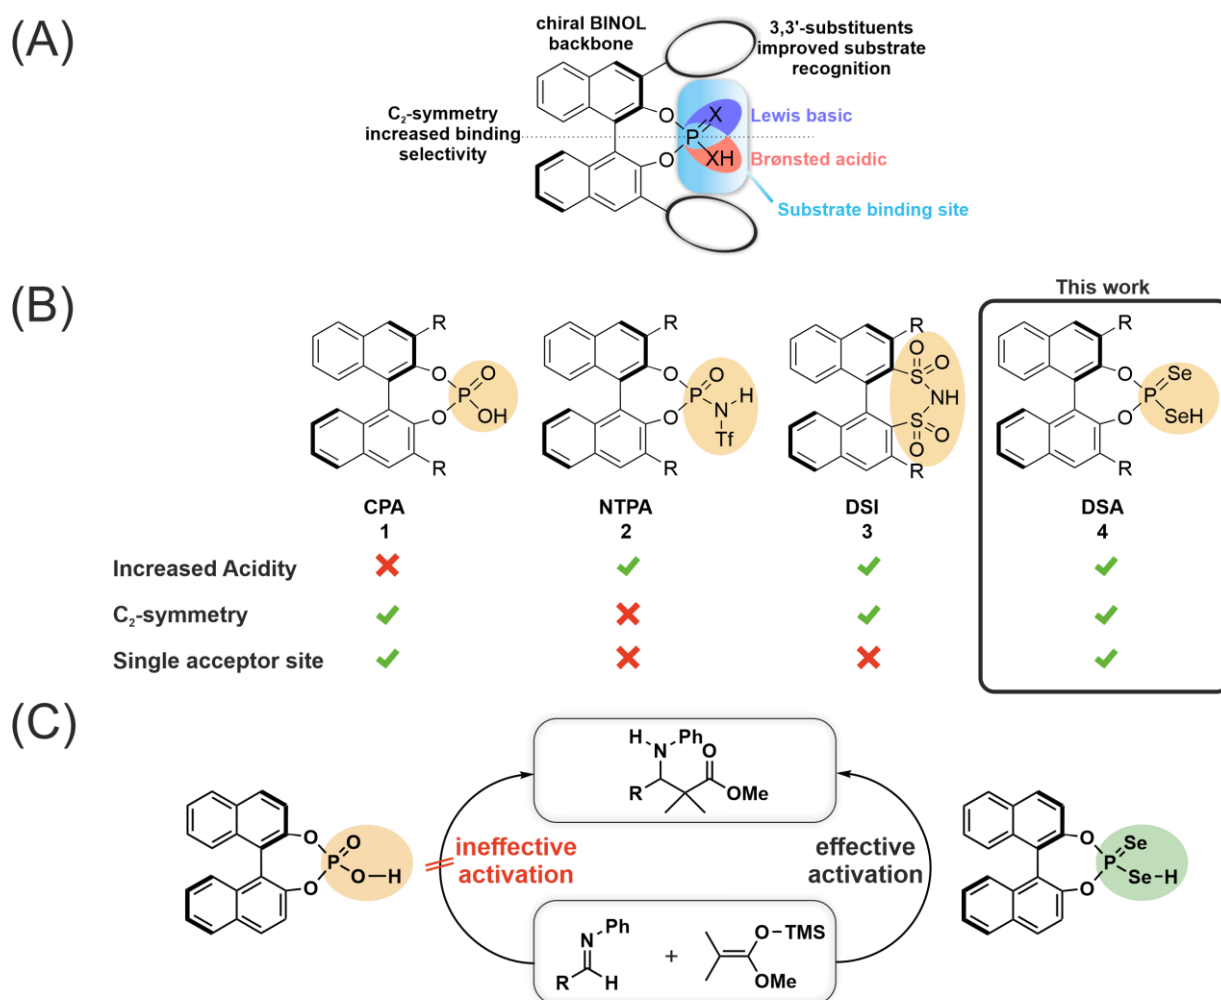 (A)
chiral BINOL
backbone
3,3'-substituents
improved substrate
recognition
C₂-symmetry
increased binding
selectivity
O
O
P
X
XH
Lewis basic
Brønsted acidic
Substrate binding site
(B)
This work
R
O
O
P
O
OH
R
R
O
O
P
O
N
H
Tf
R
R
O
S
O
NH
S
O
O
R
R
O
O
P
Se
SeH
R
CPA
NTPA
DSI
DSA
1
2
3
4
Increased Acidity
C₂-symmetry
Single acceptor site
(C)
H
N
Ph
O
R
OMe
O
O
P
O
O
H
ineffective
activation
effective
activation
O
O
P
Se
Se-H
N
Ph
R
H
+
O-TMS
OMe